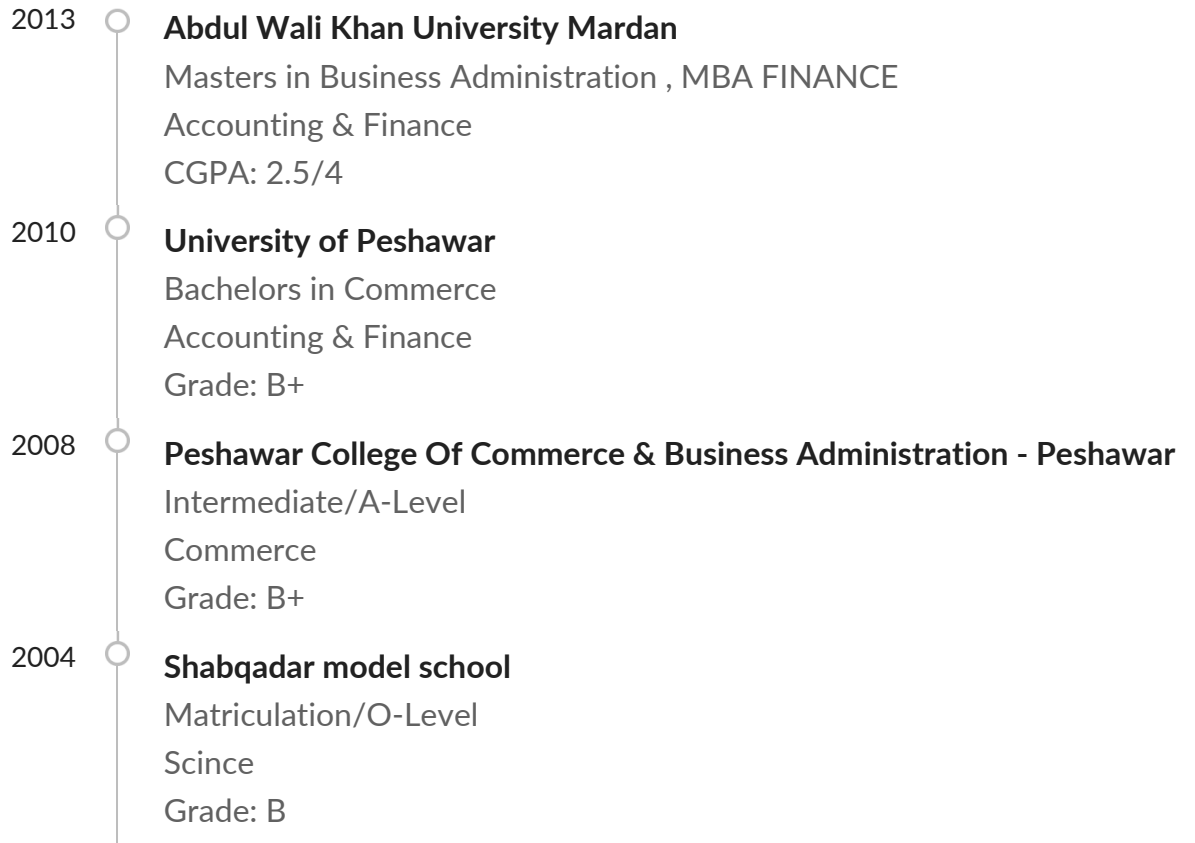 2013
Abdul Wali Khan University Mardan
Masters in Business Administration , MBA FINANCE
Accounting & Finance
CGPA: 2.5/4
2010
University of Peshawar
Bachelors in Commerce
Accounting & Finance
Grade: B+
2008
Peshawar College Of Commerce & Business Administration - Peshawar
Intermediate/A-Level
Commerce
Grade: B+
2004
Shabqadar model school
Matriculation/O-Level
Scince
Grade: B